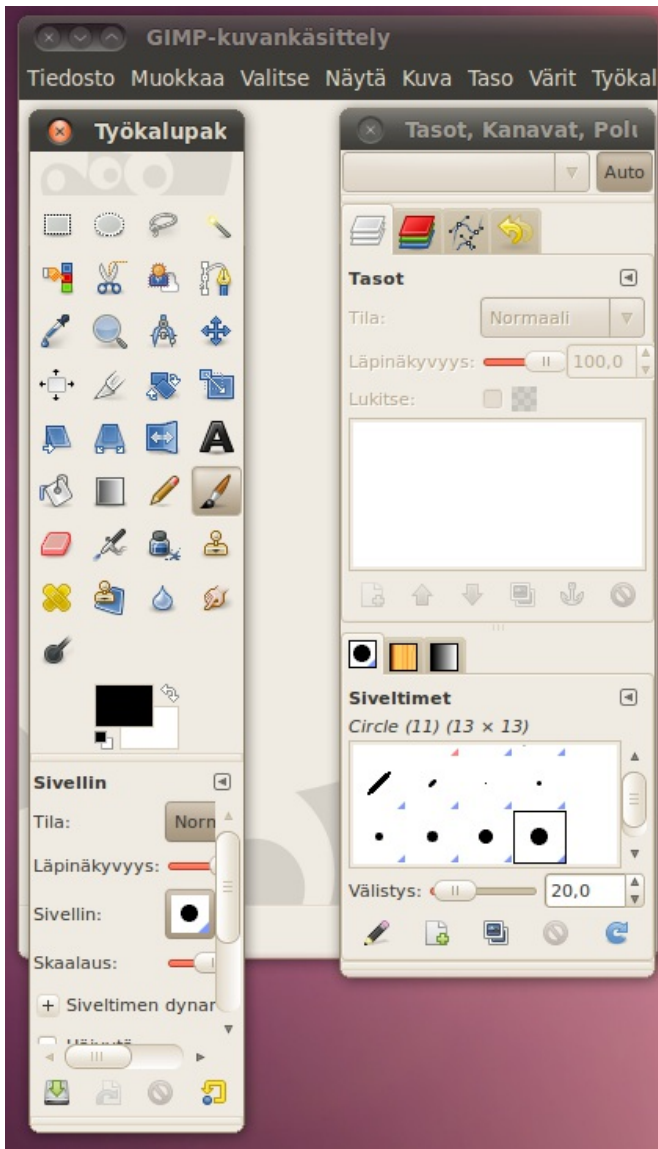 GIMP-kuvankäsittely
Tiedosto Muokkaa Valitse Näytä Kuva Taso Värit Työkal
Työkalupak
Tasot, Kanavat, Polu
Auto
Tasot
Tila: Normaali
Läpinäkyvyys: 100,0
Lukitse:
Siveltimet
Circle (11) (13 × 13)
Välistys: 20,0
Sivellin
Tila: Norn
Läpinäkyvyys:
Sivellin:
Skaalaus:
Siveltimen dynar